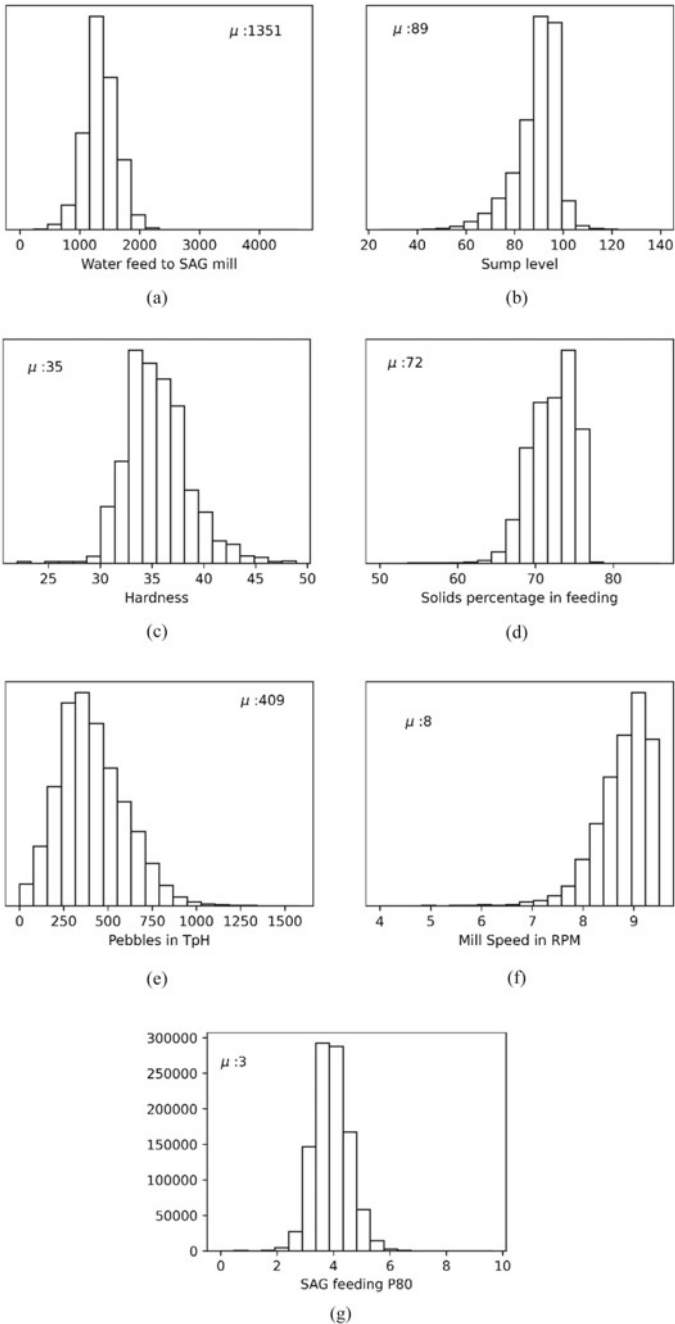 μ :1351
0 1000 2000 3000 4000
Water feed to SAG mill
(a)
μ :89
20 40 60 80 100 120 140
Sump level
(b)
μ :35
25 30 35 40 45 50
Hardness
(c)
μ :72
50 60 70 80
Solids percentage in feeding
(d)
μ :409
0 250 500 750 1000 1250 1500
Pebbles in TpH
(e)
μ :8
4 5 6 7 8 9
Mill Speed in RPM
(f)
μ :3
300000
250000
200000
150000
100000
50000
0
0 2 4 6 8 10
SAG feeding P80
(g)